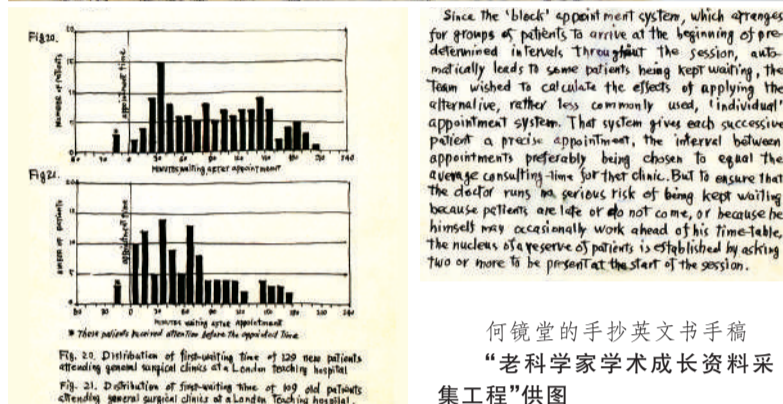 Fig 20.
NUMBER OF PATIENTS
appointment time
MINUTES waiting after appointment
Fig 21.
appointment time
MINUTES waiting after appointment
* Those patients received attention before the appointed time
Fig. 20. Distribution of first-waiting time of 129 new patients
attending general surgical clinics at a London teaching hospital
Fig. 21. Distribution of first-waiting time of 109 old patients
attending general surgical clinics at a London Teaching hospital.
Since the 'block' appointment system, which arranges
for groups of patients to arrive at the beginning of pre-
determined intervels throughout the session, auto-
matically leads to some patients being kept waiting, the
Team wished to calculate the effects of applying the
alternalive, rather less commonly used, 'individual'
appointment system. That system gives each successive
patient a precise appointment, the interval between
appointments preferably being chosen to equal the
average consulting-time for ther clinic. But to ensure that
the doctor runs no serious risk of being kept waiting
because patients are late or do not come, or because he
himself may occasionally work ahead of his time-table,
the nucleus of a reserve of patients is established by asking
two or more to be present at the start of the session.
何镜堂的手抄英文书手稿
“老科学家学术成长资料采
集工程”供图